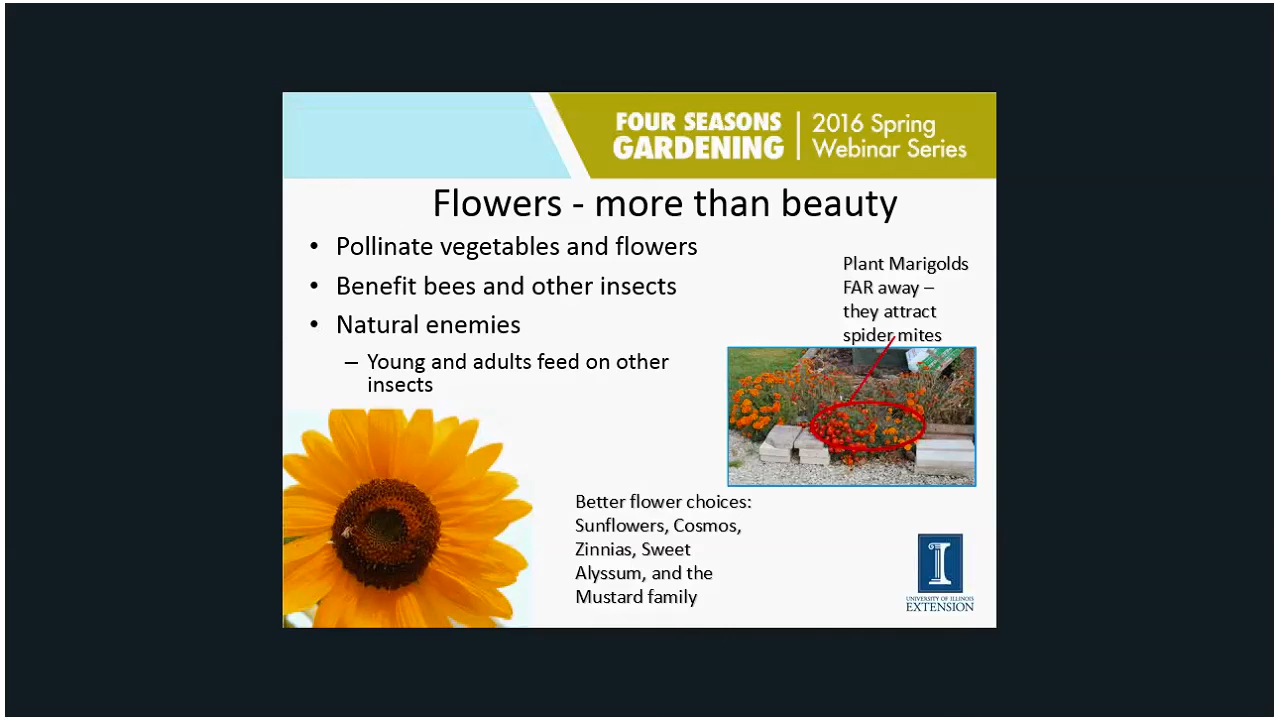 FOUR SEASONS
GARDENING
2016 Spring
Webinar Series
Flowers - more than beauty
• Pollinate vegetables and flowers
• Benefit bees and other insects
• Natural enemies
– Young and adults feed on other
insects
Plant Marigolds
FAR away –
they attract
spider mites
Better flower choices:
Sunflowers, Cosmos,
Zinnias, Sweet
Alyssum, and the
Mustard family
I
UNIVERSITY OF ILLINOIS
EXTENSION